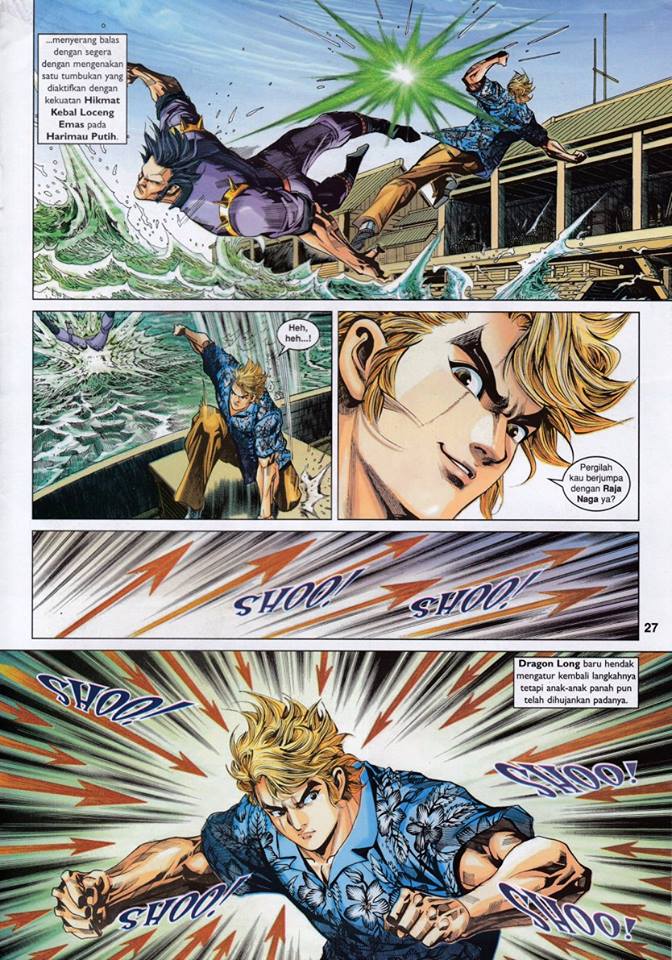 ...menyerang balas
dengan segera
dengan mengenakan
satu tumbukan yang
diaktifkan dengan
kekuatan Hikmat
Kebal Loceng
Emas pada
Harimau Putih.
Heh,
heh...!
Pergilah
kau berjumpa
dengan Raja
Naga ya?
SHOO!
SHOO!
27
Dragon Long baru hendak
mengatur kembali langkahnya
tetapi anak-anak panah pun
telah dihujankan padanya.
SHOO!
SHOO!
SHOO!
SHOO!